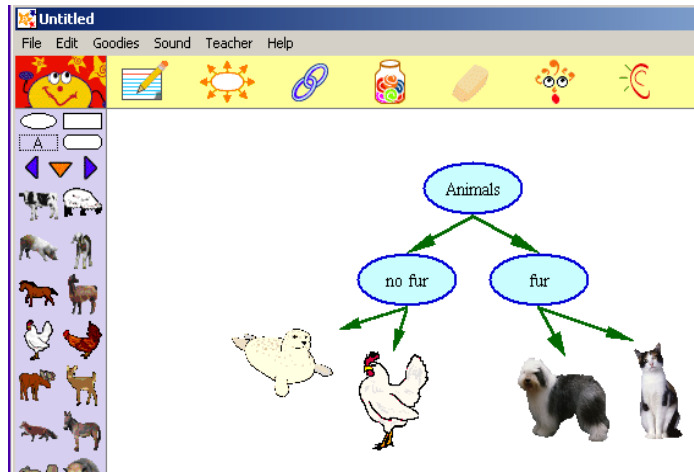 Untitled
File Edit Goodies Sound Teacher Help
A
Animals
no fur
fur